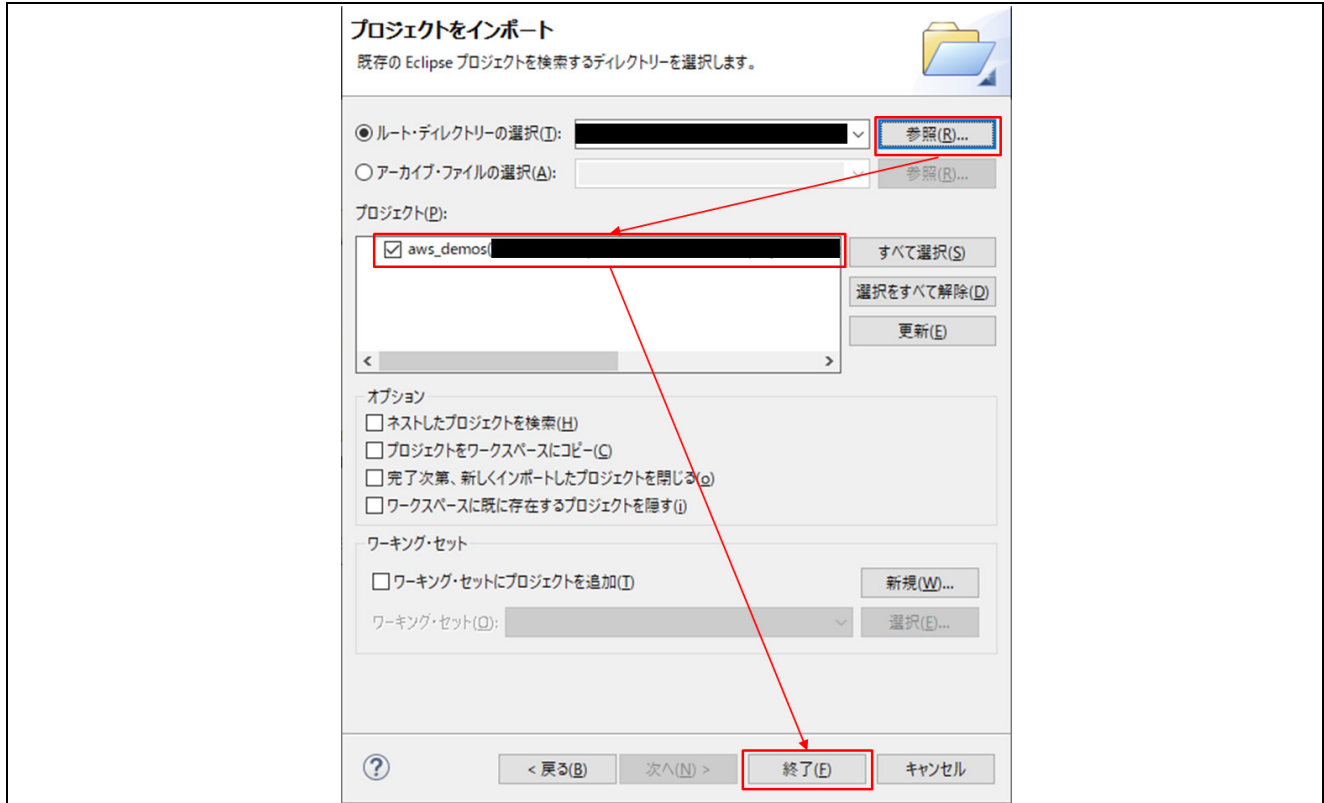 プロジェクトをインポート
既存の Eclipse プロジェクトを検索するディレクトリーを選択します。
ルート・ディレクトリーの選択(T):
参照(R)...
アーカイブ・ファイルの選択(A):
参照(R)...
プロジェクト(P):
aws_demos(
すべて選択(S)
選択をすべて解除(D)
更新(E)
オプション
ネストしたプロジェクトを検索(H)
プロジェクトをワークスペースにコピー(C)
完了次第、新しくインポートしたプロジェクトを閉じる(o)
ワークスペースに既に存在するプロジェクトを隠す(i)
ワーキング・セット
ワーキング・セットにプロジェクトを追加(T)
新規(W)...
ワーキング・セット(O):
選択(E)...
?
< 戻る(B)
次へ(N) >
終了(F)
キャンセル